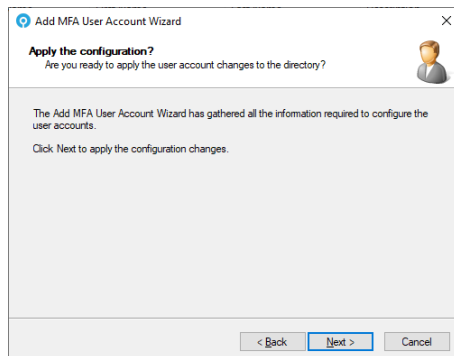 Add MFA User Account Wizard
Apply the configuration?
Are you ready to apply the user account changes to the directory?
The Add MFA User Account Wizard has gathered all the information required to configure the
user accounts.
Click Next to apply the configuration changes.
< Back
Next >
Cancel